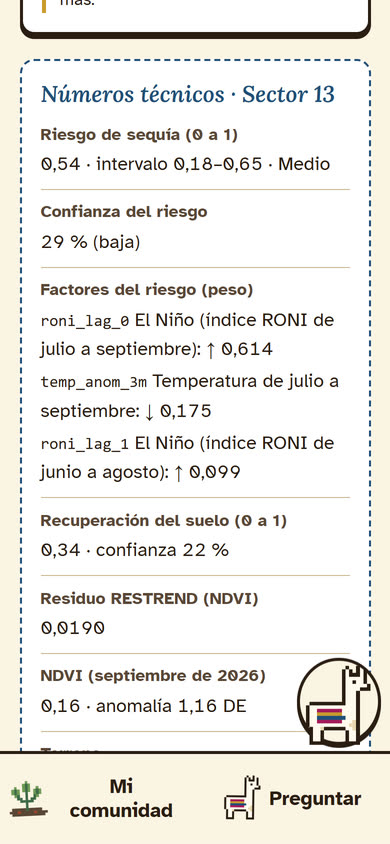 más.
Números técnicos · Sector 13
Riesgo de sequía (0 a 1)
0,54 · intervalo 0,18–0,65 · Medio
Confianza del riesgo
29 % (baja)
Factores del riesgo (peso)
roni_lag_0 El Niño (índice RONI de
julio a septiembre): ↑ 0,614
temp_anom_3m Temperatura de julio a
septiembre: ↓ 0,175
roni_lag_1 El Niño (índice RONI de
junio a agosto): ↑ 0,099
Recuperación del suelo (0 a 1)
0,34 · confianza 22 %
Residuo RESTREND (NDVI)
0,0190
NDVI (septiembre de 2026)
0,16 · anomalía 1,16 DE
Mi
comunidad
Preguntar